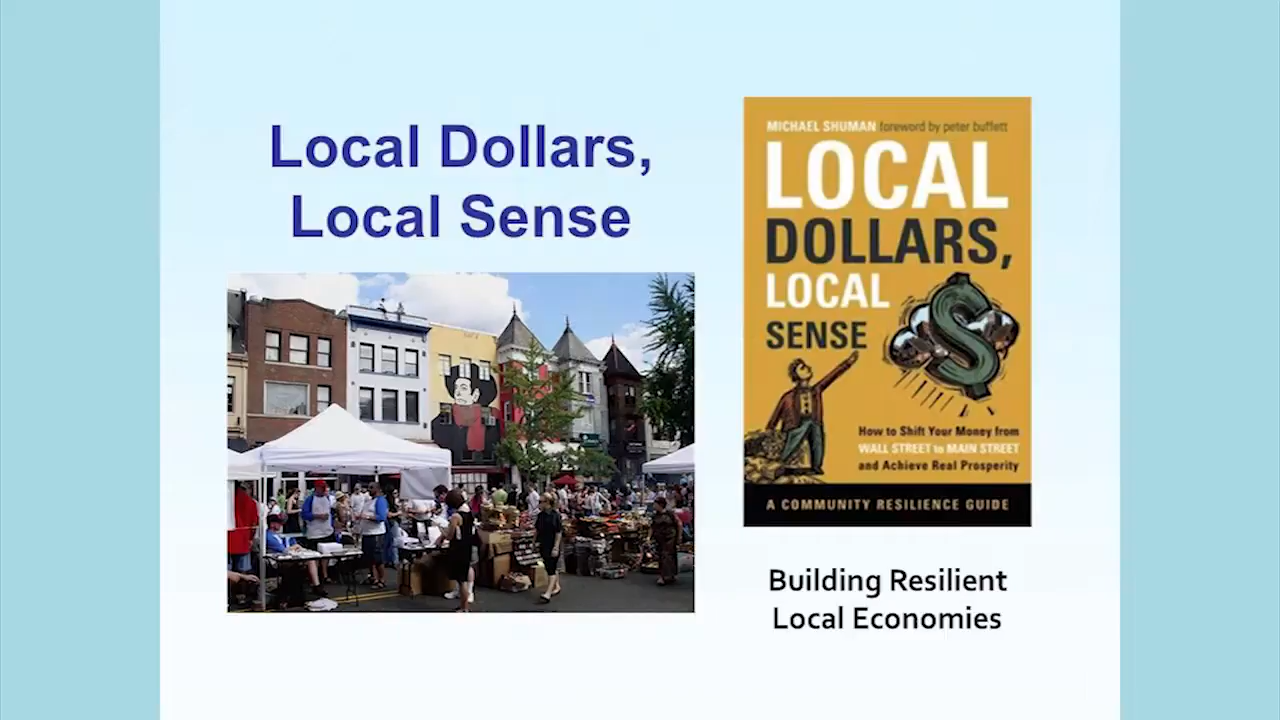 Local Dollars,
Local Sense
MICHAEL SHUMAN foreword by peter buffett
LOCAL
DOLLARS,
LOCAL
SENSE
How to Shift Your Money from
WALL STREET to MAIN STREET
and Achieve Real Prosperity
A COMMUNITY RESILIENCE GUIDE
Building Resilient
Local Economies